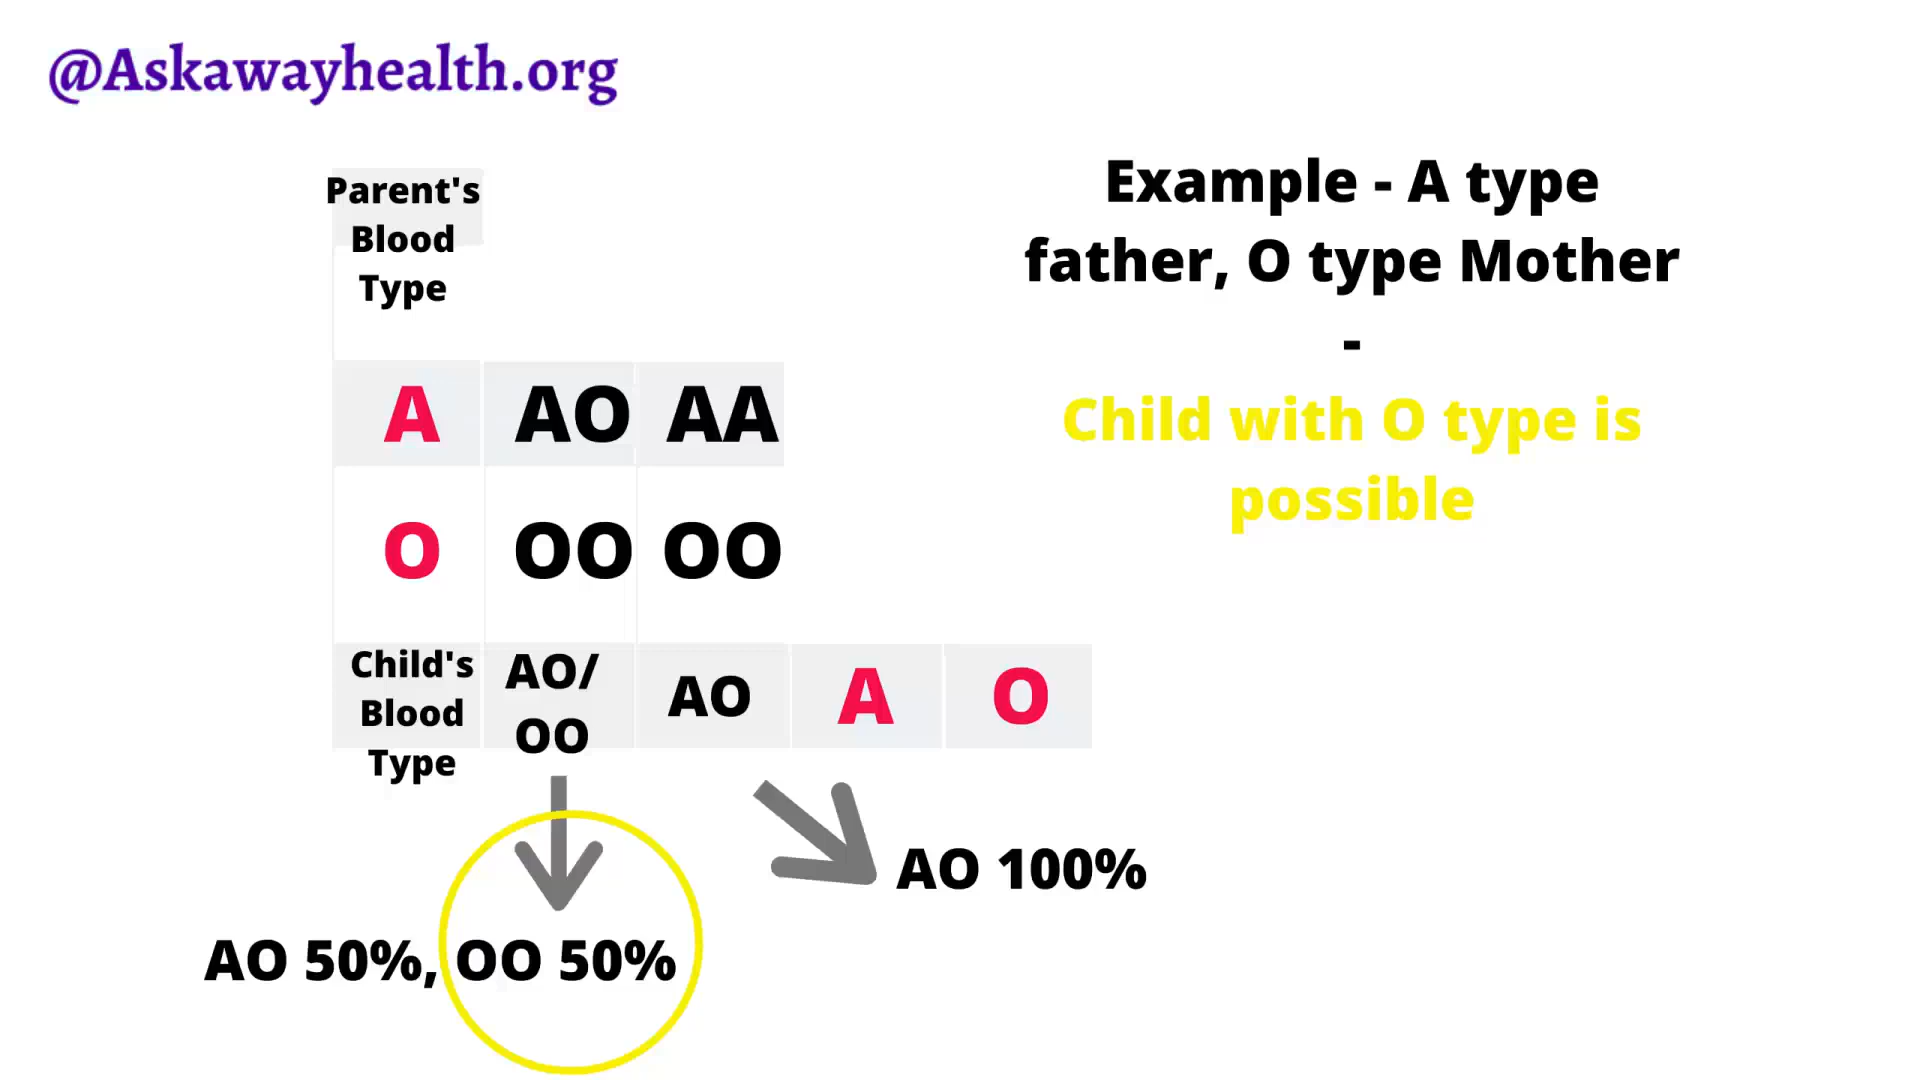 @Askawayhealth.org
Parent's
Blood
Type
Example - A type
father, O type Mother
-
Child with O type is
possible
A AO AA
O OO OO
Child's
Blood
Type
AO/
OO
AO
A
O
AO 100%
AO 50%, OO 50%